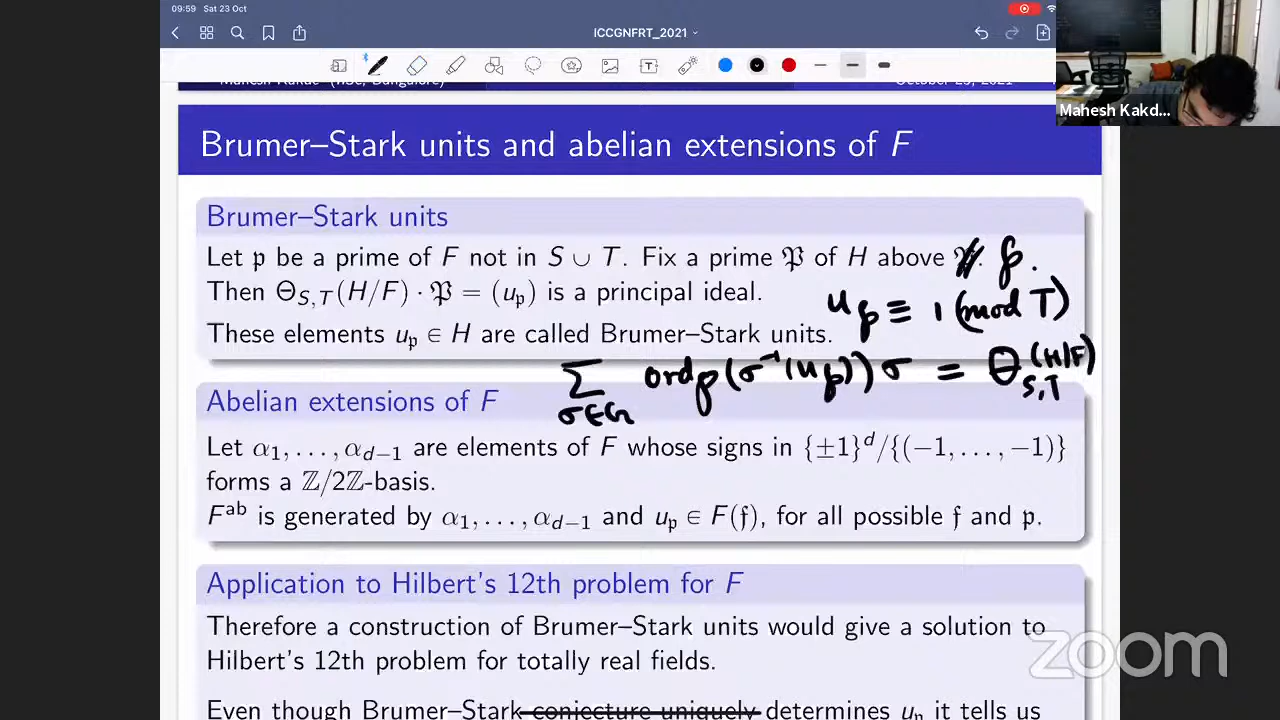 09:59 Sat 23 Oct
ICCGNFRT_2021
Mahesh Kakd...
Brumer–Stark units and abelian extensions of F
Brumer–Stark units
Let 𝔭 be a prime of F not in S ∪ T. Fix a prime 𝔓 of H above 𝔭.
Then Θ_{S,T}(H/F) · 𝔓 = (u_𝔭) is a principal ideal.
u_𝔭 ≡ 1 (mod T)
These elements u_𝔭 ∈ H are called Brumer–Stark units.
∑_{σ∈G} ord_𝔭(σ^{-1}(u_𝔭))σ = Θ_{S,T}^{(H/F)}
Abelian extensions of F
Let α_1, …, α_{d−1} are elements of F whose signs in {±1}^d/{(−1, …, −1)}
forms a ℤ/2ℤ-basis.
F^{ab} is generated by α_1, …, α_{d−1} and u_𝔭 ∈ F(𝔣), for all possible 𝔣 and 𝔭.
Application to Hilbert's 12th problem for F
Therefore a construction of Brumer–Stark units would give a solution to
Hilbert's 12th problem for totally real fields.
Even though Brumer–Stark conjecture uniquely determines u_𝔭 it tells us
zoom